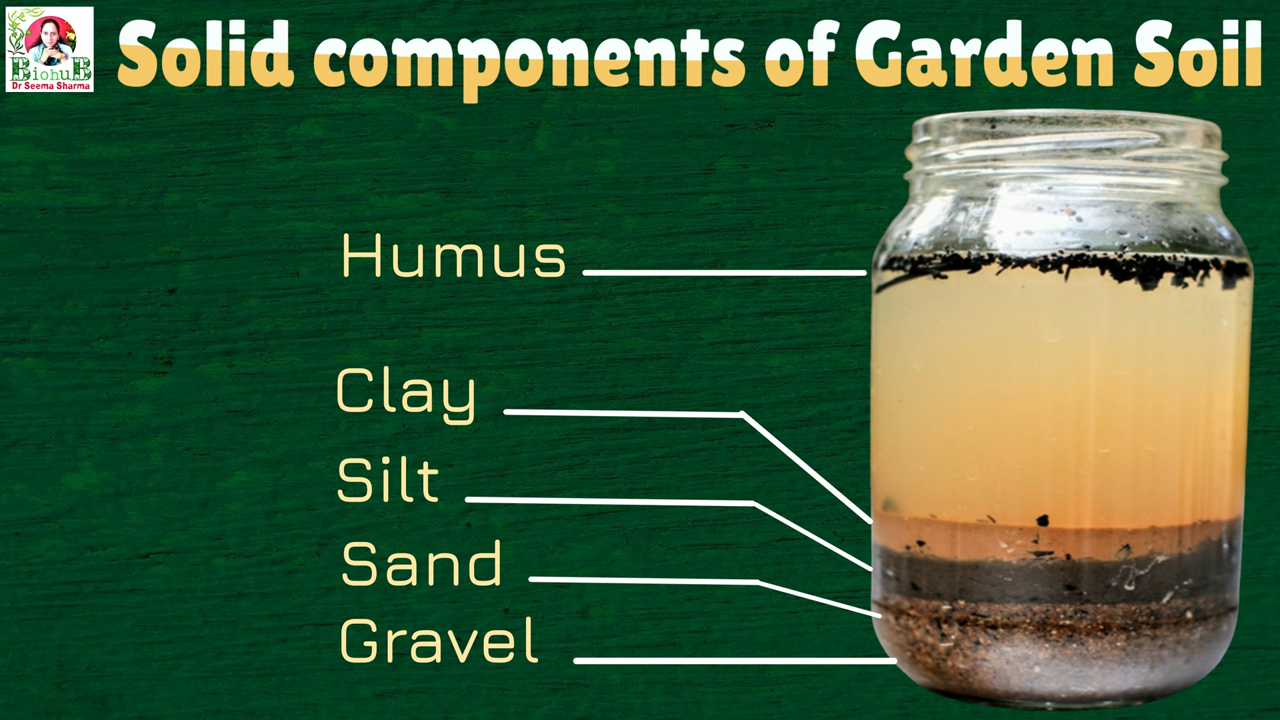 Solid components of Garden Soil
BiohuB
Dr Seema Sharma
Humus
Clay
Silt
Sand
Gravel